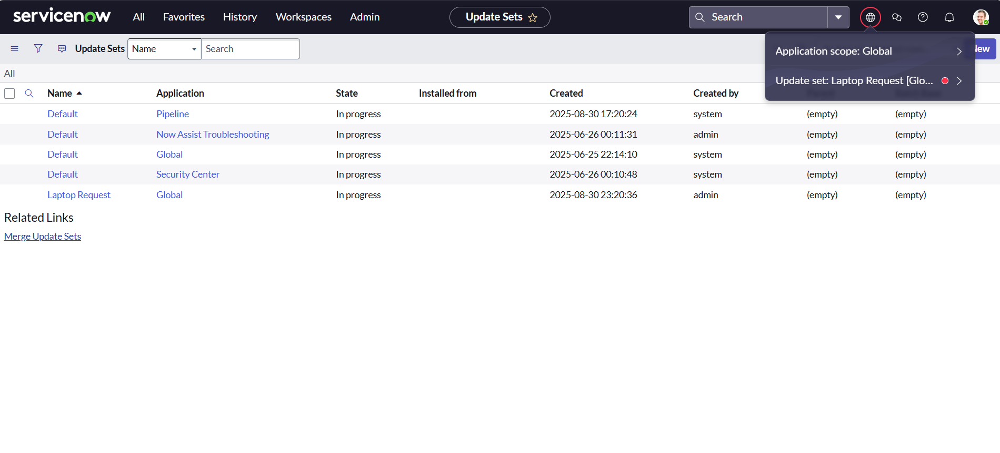 servicenow All Favorites History Workspaces Admin Update Sets Search
Update Sets Name Search
Application scope: Global
Update set: Laptop Request [Glo...
All
Name Application State Installed from Created Created by
Default Pipeline In progress 2025-08-30 17:20:24 system (empty) (empty)
Default Now Assist Troubleshooting In progress 2025-06-26 00:11:31 admin (empty) (empty)
Default Global In progress 2025-06-25 22:14:10 system (empty) (empty)
Default Security Center In progress 2025-06-26 00:10:48 system (empty) (empty)
Laptop Request Global In progress 2025-08-30 23:20:36 admin (empty) (empty)
Related Links
Merge Update Sets